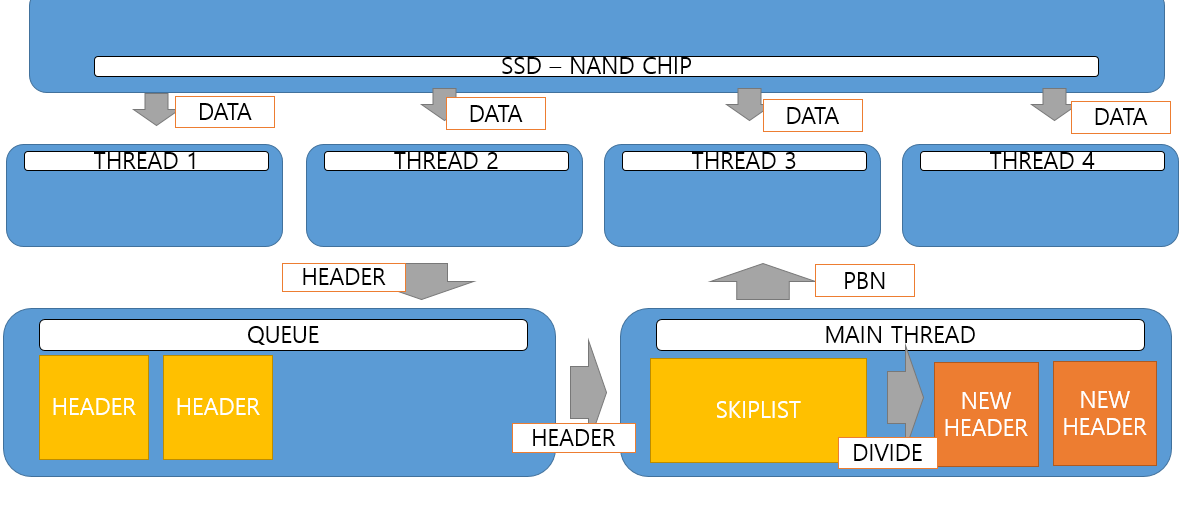 SSD – NAND CHIP
DATA
DATA
DATA
DATA
THREAD 1
THREAD 2
THREAD 3
THREAD 4
HEADER
PBN
QUEUE
HEADER
HEADER
HEADER
MAIN THREAD
SKIPLIST
DIVIDE
NEW
HEADER
NEW
HEADER